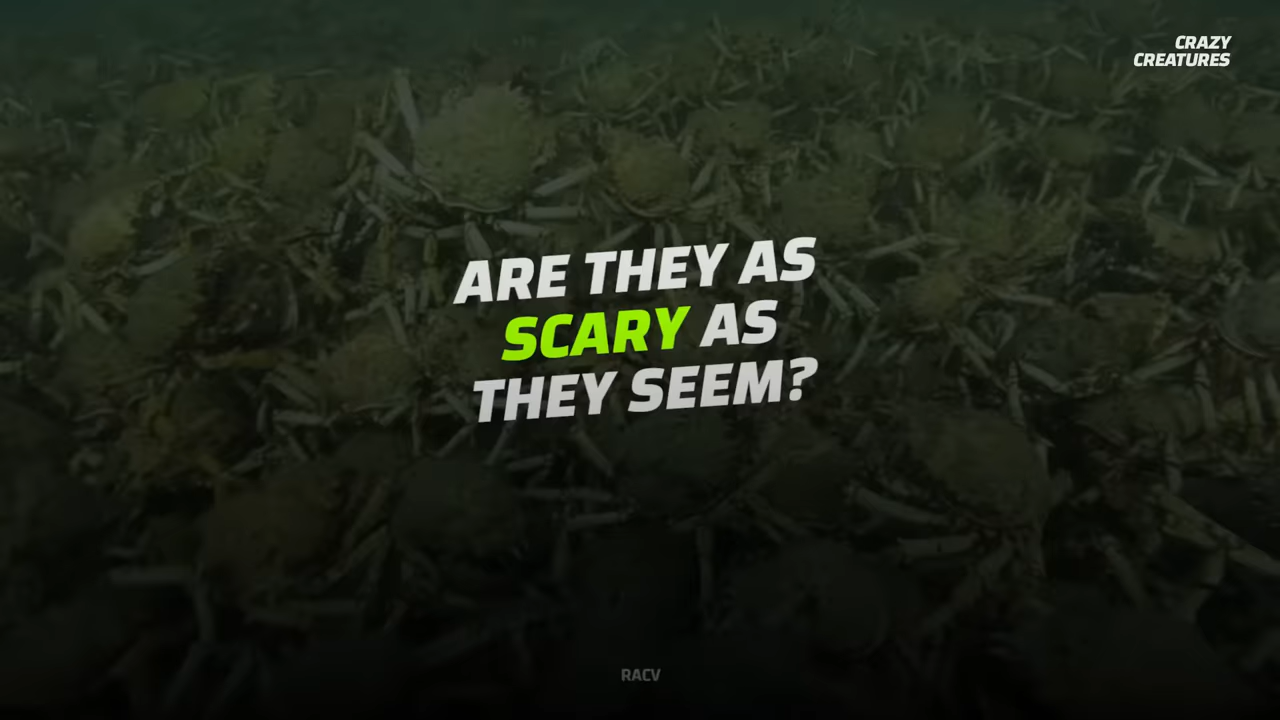 CRAZY
CREATURES
ARE THEY AS
SCARY AS
THEY SEEM?
RACV